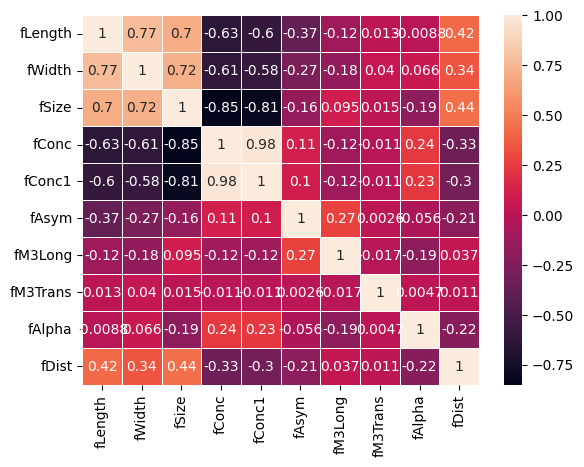 fLength 1 0.77 0.7 -0.63 -0.6 -0.37 -0.12 0.013 -0.0088 0.42
fWidth 0.77 1 0.72 -0.61 -0.58 -0.27 -0.18 0.04 0.066 0.34
fSize 0.7 0.72 1 -0.85 -0.81 -0.16 0.095 0.015 -0.19 0.44
fConc -0.63 -0.61 -0.85 1 0.98 0.11 -0.12 -0.011 0.24 -0.33
fConc1 -0.6 -0.58 -0.81 0.98 1 0.1 -0.12 -0.011 0.23 -0.3
fAsym -0.37 -0.27 -0.16 0.11 0.1 1 0.27 0.0026 -0.056 -0.21
fM3Long -0.12 -0.18 0.095 -0.12 -0.12 0.27 1 -0.017 -0.19 0.037
fM3Trans 0.013 0.04 0.015 -0.011 -0.011 0.0026 -0.017 1 0.0047 0.011
fAlpha -0.0088 0.066 -0.19 0.24 0.23 -0.056 -0.19 0.0047 1 -0.22
fDist 0.42 0.34 0.44 -0.33 -0.3 -0.21 0.037 0.011 -0.22 1
fLength fWidth fSize fConc fConc1 fAsym fM3Long fM3Trans fAlpha fDist
1.00
0.75
0.50
0.25
0.00
−0.25
−0.50
−0.75